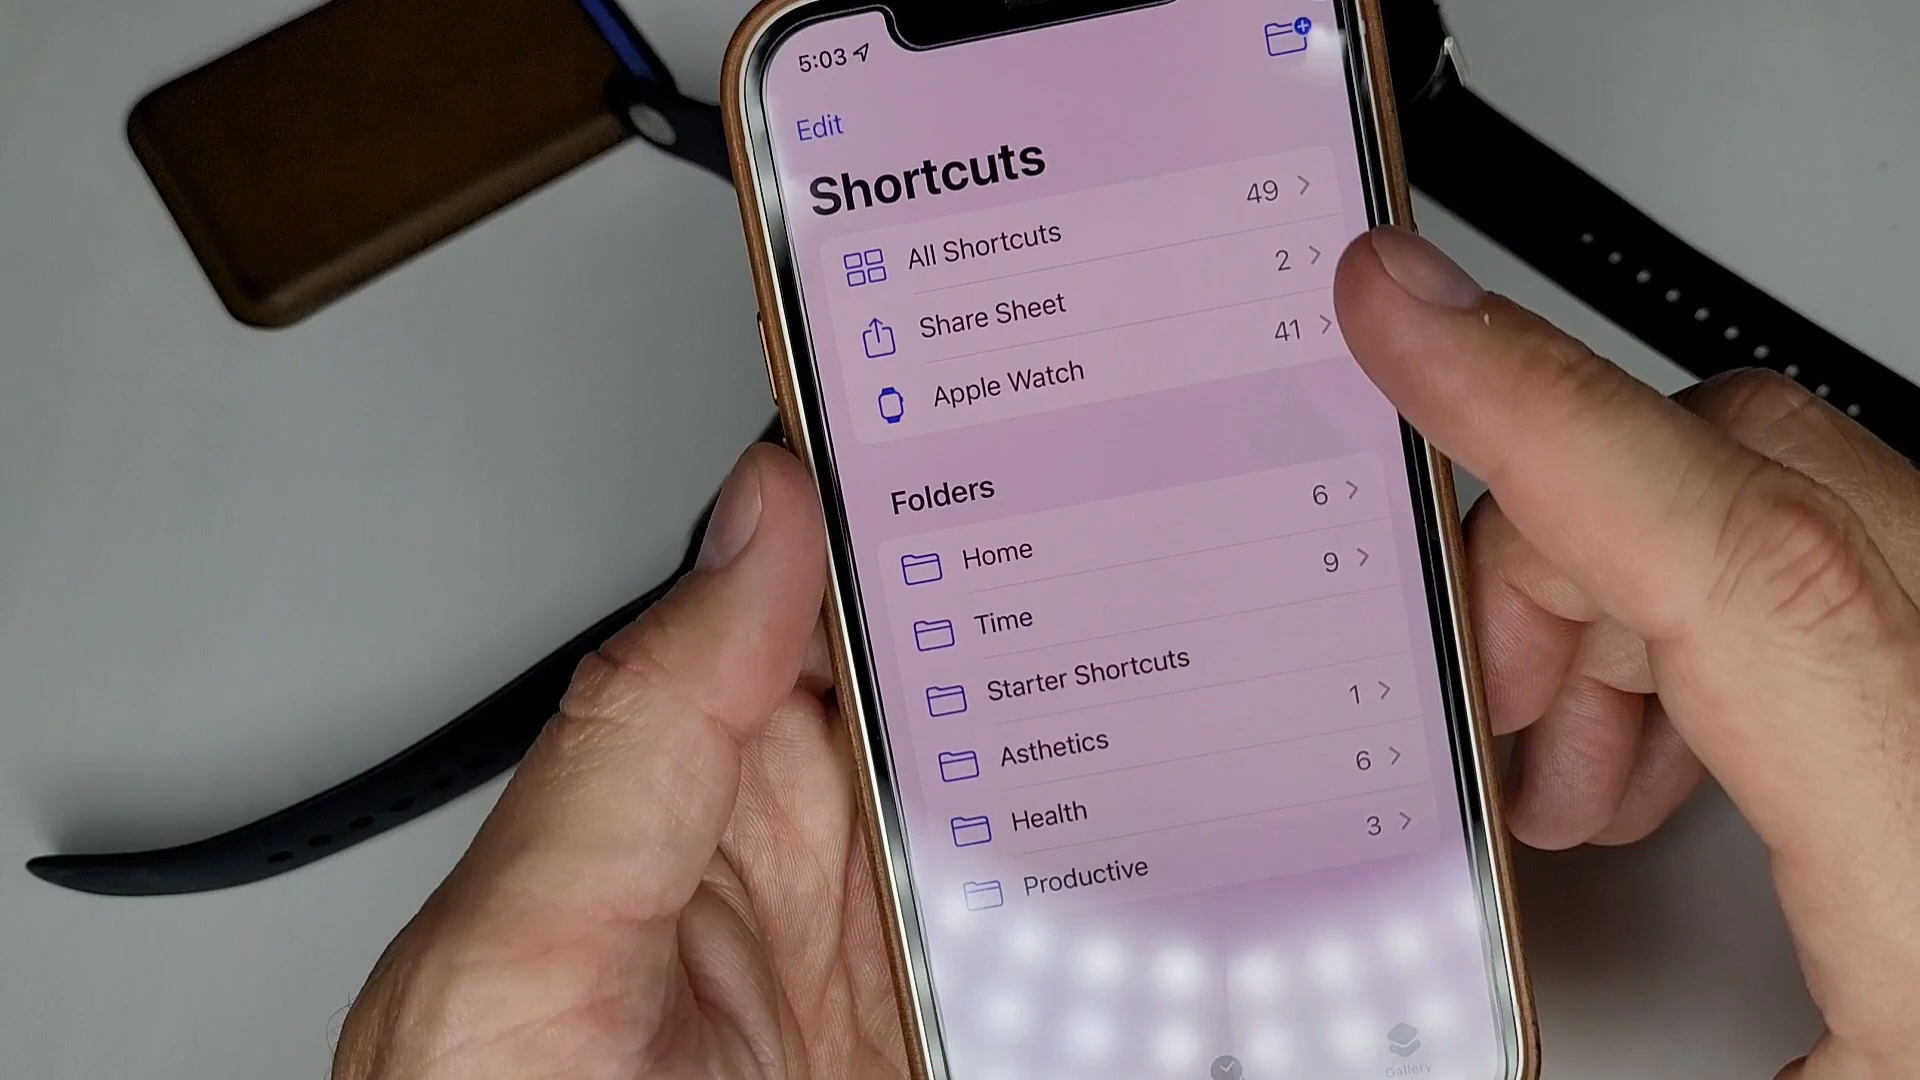 5:03
Edit
Shortcuts
All Shortcuts 49
Share Sheet 2
Apple Watch 41
Folders
Home 6
Time 9
Starter Shortcuts
Asthetics 1
Health 6
Productive 3
Gallery